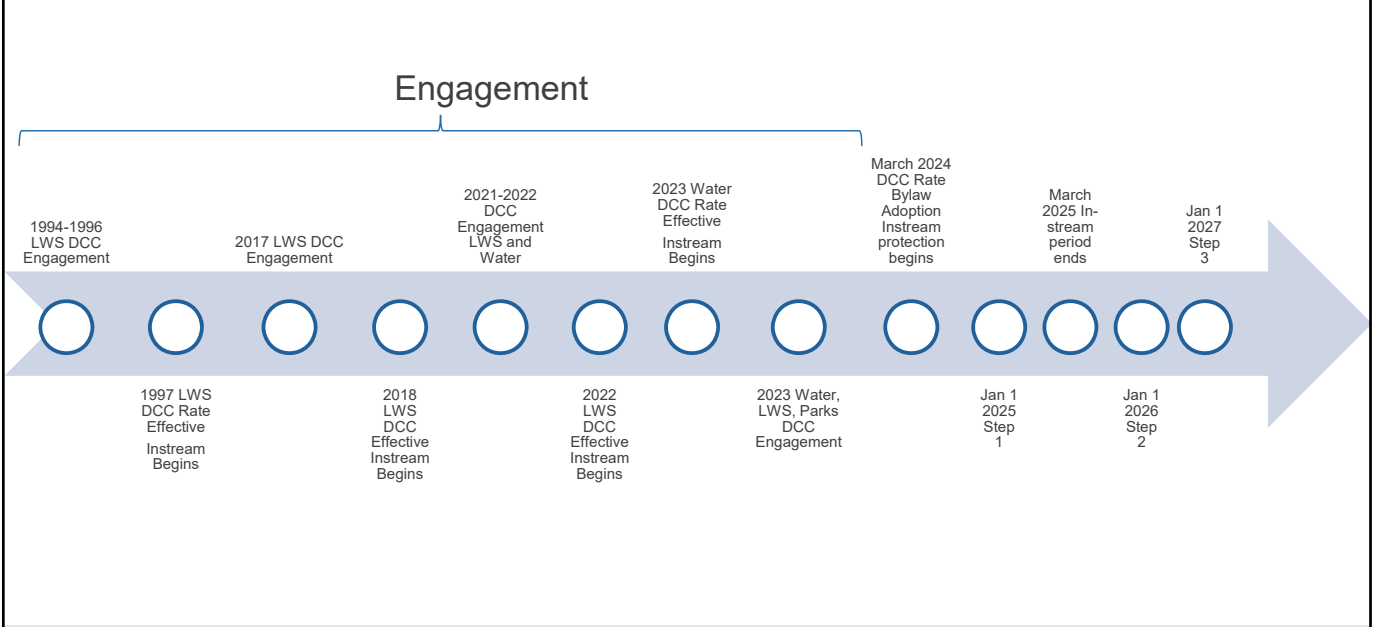 Engagement
1994-1996
LWS DCC
Engagement
1997 LWS
DCC Rate
Effective
Instream
Begins
2017 LWS DCC
Engagement
2018
LWS
DCC
Effective
Instream
Begins
2021-2022
DCC
Engagement
LWS and
Water
2022
LWS
DCC
Effective
Instream
Begins
2023 Water
DCC Rate
Effective
Instream
Begins
2023 Water,
LWS, Parks
DCC
Engagement
March 2024
DCC Rate
Bylaw
Adoption
Instream
protection
begins
Jan 1
2025
Step
1
March
2025 In-
stream
period
ends
Jan 1
2026
Step
2
Jan 1
2027
Step
3